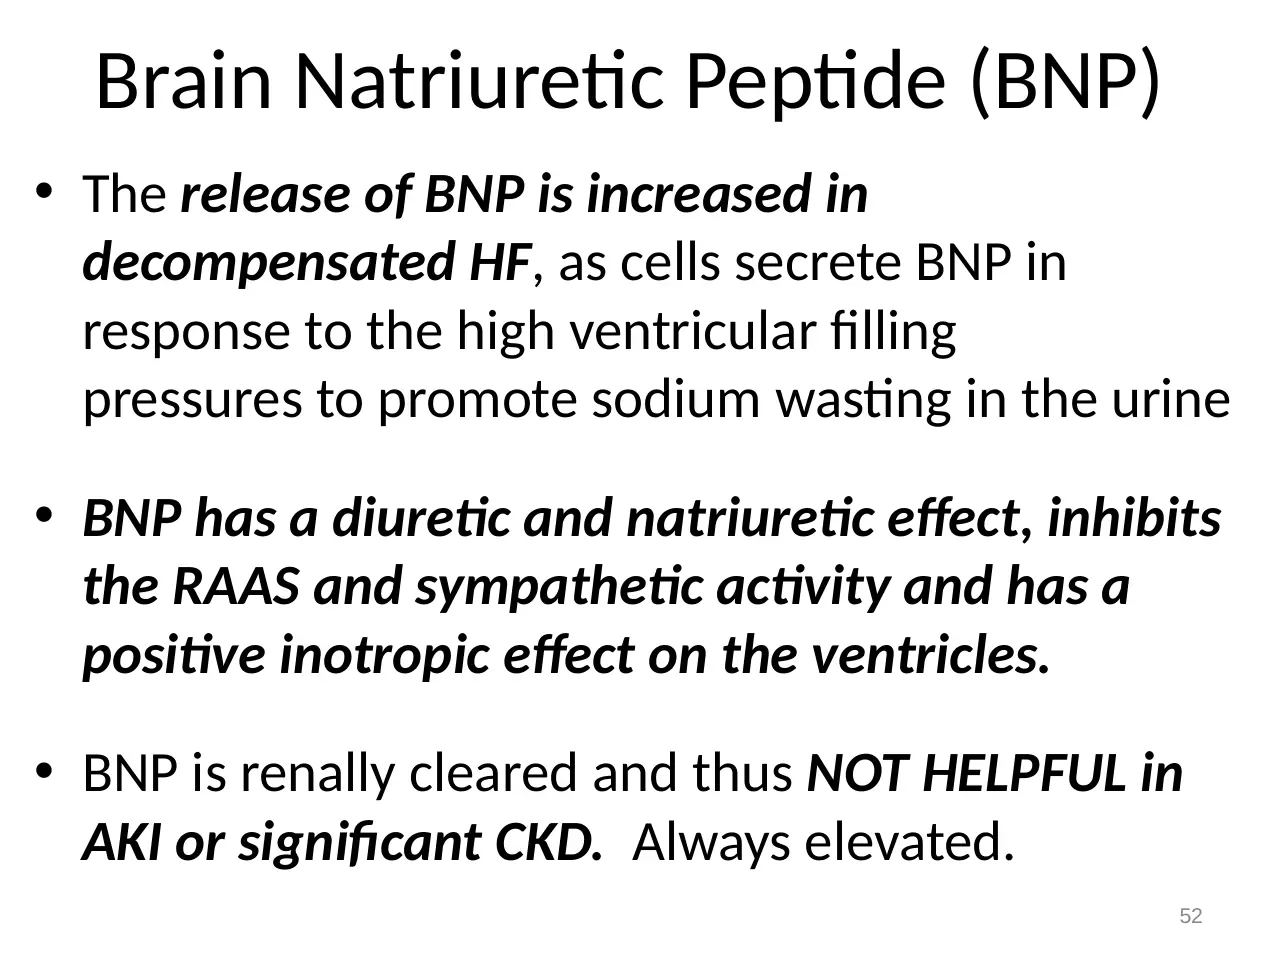 Brain Natriuretic Peptide (BNP)
• The release of BNP is increased in
decompensated HF, as cells secrete BNP in
response to the high ventricular filling
pressures to promote sodium wasting in the urine
• BNP has a diuretic and natriuretic effect, inhibits
the RAAS and sympathetic activity and has a
positive inotropic effect on the ventricles.
• BNP is renally cleared and thus NOT HELPFUL in
AKI or significant CKD.  Always elevated.
52